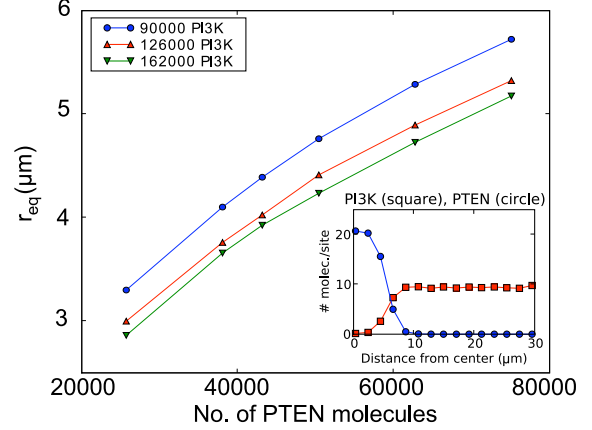 6
5
4
3
r_eq (μm)
90000 PI3K
126000 PI3K
162000 PI3K
20000 40000 60000 80000
No. of PTEN molecules
PI3K (square), PTEN (circle)
# molec./site
20
10
0
0 10 20 30
Distance from center (μm)